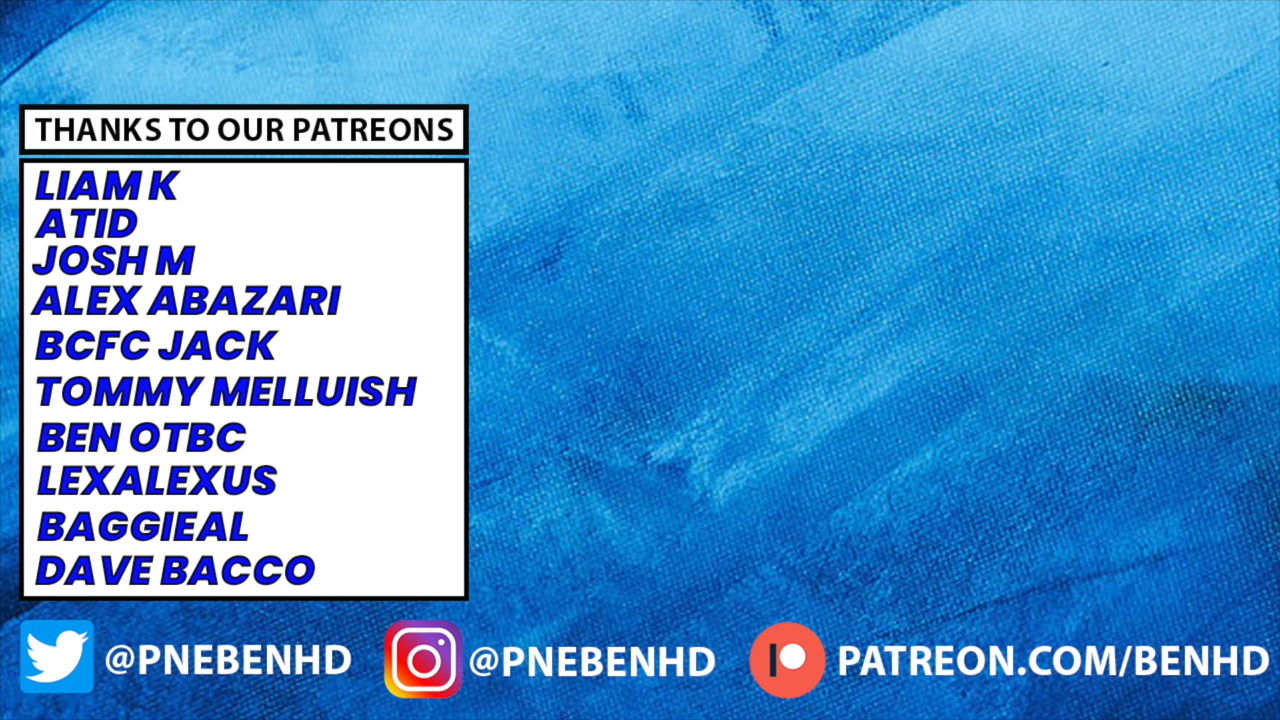 THANKS TO OUR PATREONS
LIAM K
ATID
JOSH M
ALEX ABAZARI
BCFC JACK
TOMMY MELLUISH
BEN OTBC
LEXALEXUS
BAGGIEAL
DAVE BACCO
@PNEBENHD
@PNEBENHD
PATREON.COM/BENHD